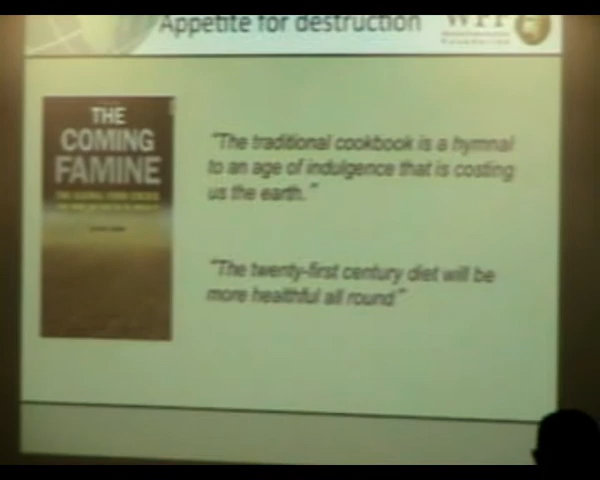 Appetite for destruction
WPF
THE
COMING
FAMINE
"The traditional cookbook is a hymnal
to an age of indulgence that is costing
us the earth."
"The twenty-first century diet will be
more healthful all round"